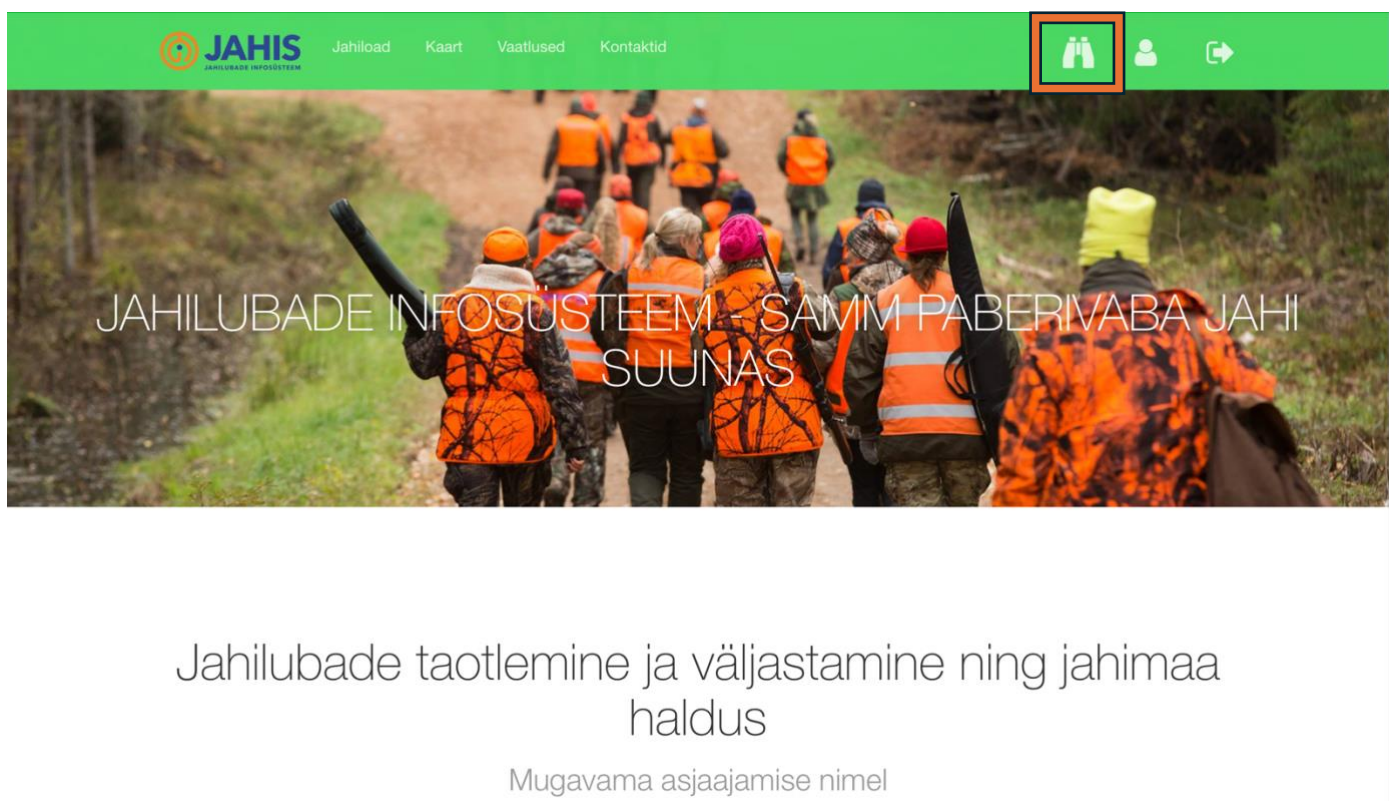 JAHIS
JAHILUBADE INFOSÜSTEEM
Jahiload Kaart Vaatlused Kontaktid
JAHILUBADE INFOSÜSTEEM - SAMM PABERIVABA JAHI
SUUNAS
Jahilubade taotlemine ja väljastamine ning jahimaa
haldus
Mugavama asjaajamise nimel